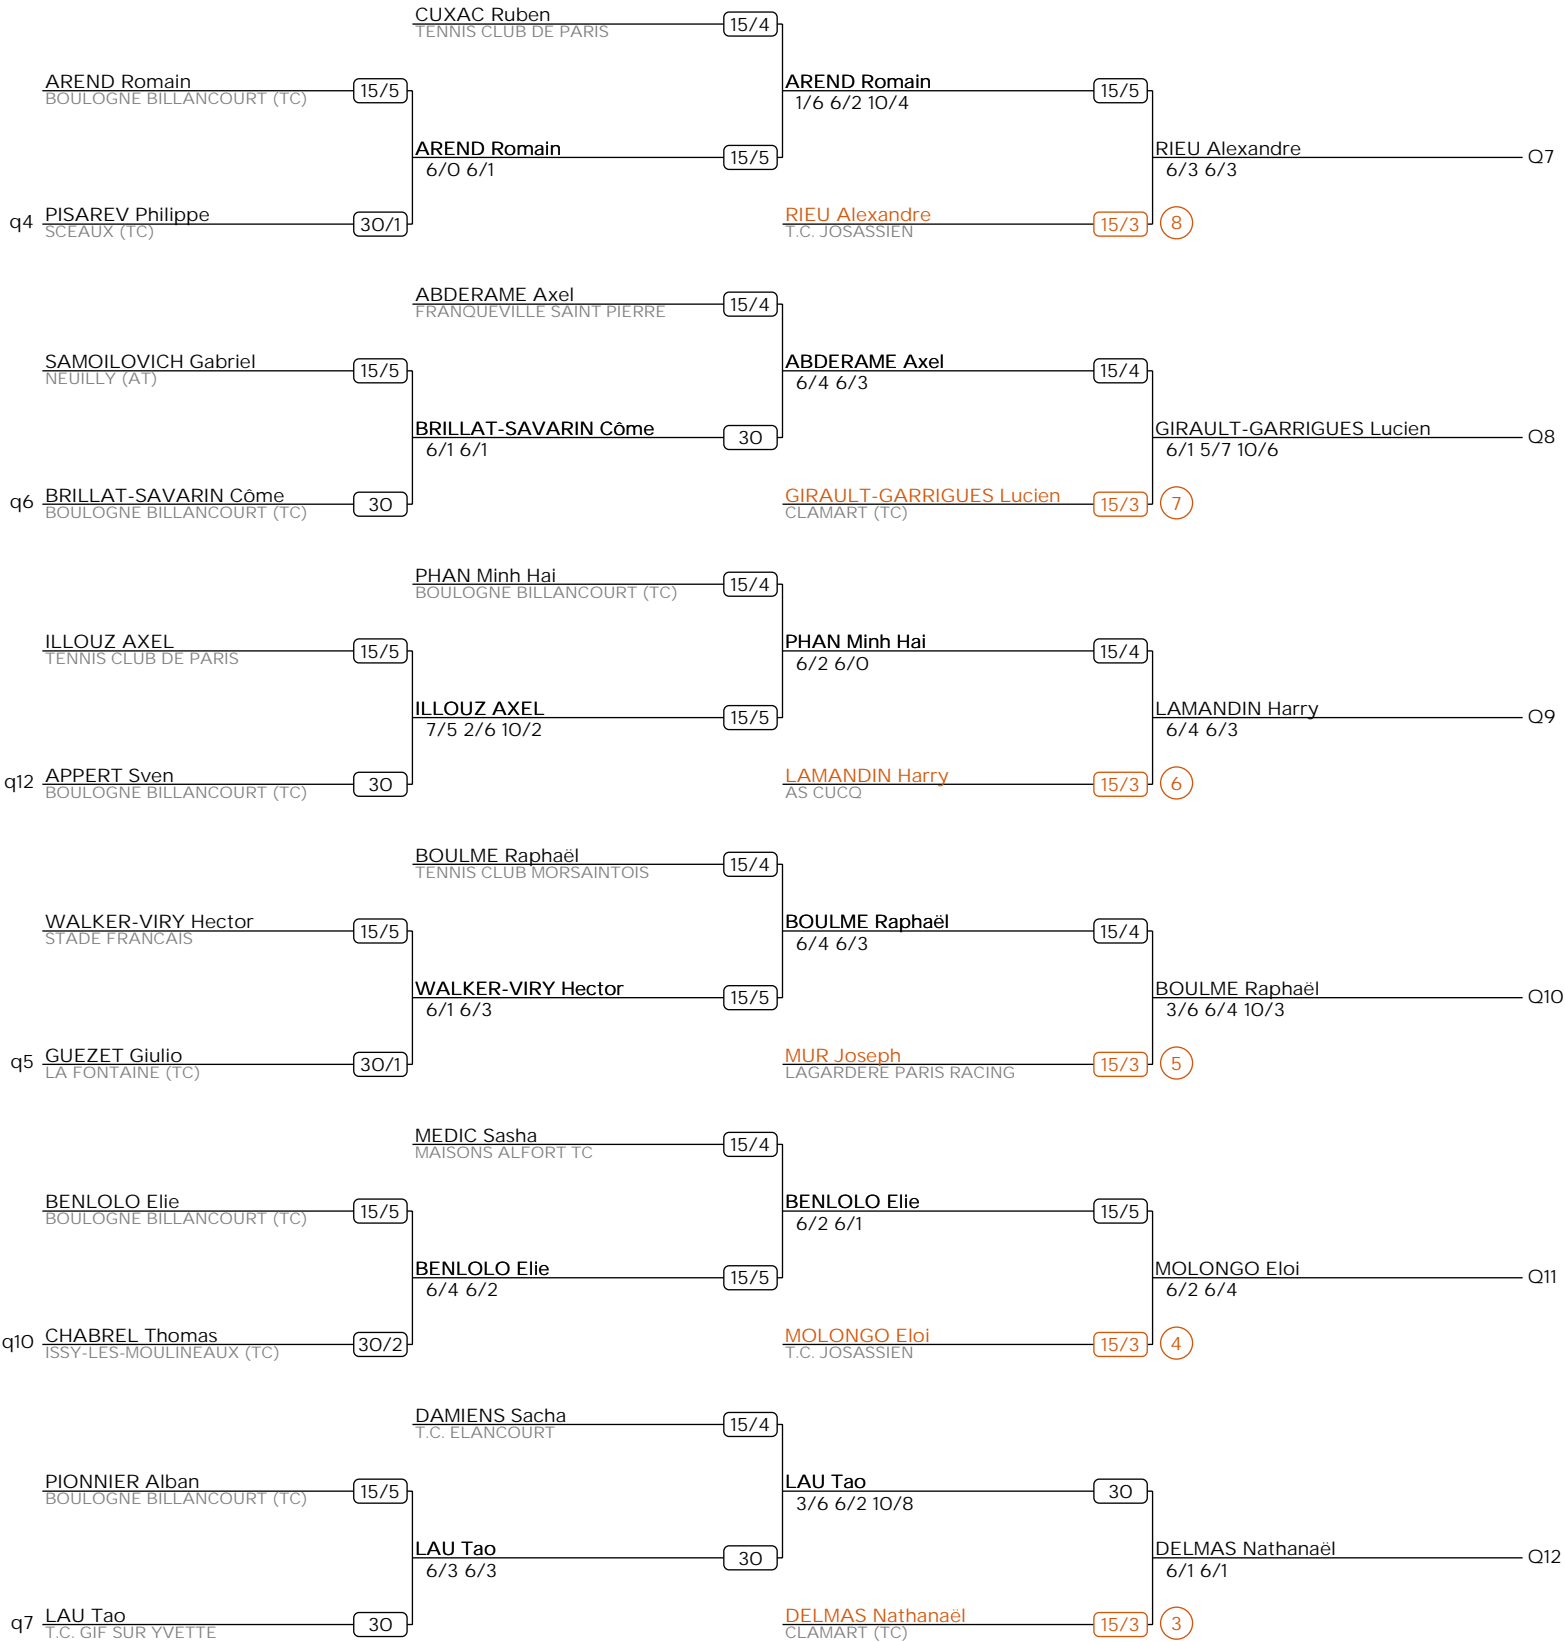 CUXAC Ruben
TENNIS CLUB DE PARIS
15/4
AREND Romain
BOULOGNE BILLANCOURT (TC)
15/5
AREND Romain
1/6 6/2 10/4
15/5
AREND Romain
6/0 6/1
15/5
RIEU Alexandre
6/3 6/3
Q7
q4
PISAREV Philippe
SCEAUX (TC)
30/1
RIEU Alexandre
T.C. JOSASSIEN
15/3
8
ABDERAME Axel
FRANQUEVILLE SAINT PIERRE
15/4
SAMOILOVICH Gabriel
NEUILLY (AT)
15/5
ABDERAME Axel
6/4 6/3
15/4
BRILLAT-SAVARIN Côme
6/1 6/1
30
GIRAULT-GARRIGUES Lucien
6/1 5/7 10/6
Q8
q6
BRILLAT-SAVARIN Côme
BOULOGNE BILLANCOURT (TC)
30
GIRAULT-GARRIGUES Lucien
CLAMART (TC)
15/3
7
PHAN Minh Hai
BOULOGNE BILLANCOURT (TC)
15/4
ILLOUZ AXEL
TENNIS CLUB DE PARIS
15/5
PHAN Minh Hai
6/2 6/0
15/4
ILLOUZ AXEL
7/5 2/6 10/2
15/5
LAMANDIN Harry
6/4 6/3
Q9
q12
APPERT Sven
BOULOGNE BILLANCOURT (TC)
30
LAMANDIN Harry
AS CUCQ
15/3
6
BOULME Raphaël
TENNIS CLUB MORSAINTOIS
15/4
WALKER-VIRY Hector
STADE FRANCAIS
15/5
BOULME Raphaël
6/4 6/3
15/4
WALKER-VIRY Hector
6/1 6/3
15/5
BOULME Raphaël
3/6 6/4 10/3
Q10
q5
GUEZET Giulio
LA FONTAINE (TC)
30/1
MUR Joseph
LAGARDERE PARIS RACING
15/3
5
MEDIC Sasha
MAISONS ALFORT TC
15/4
BENLOLO Elie
BOULOGNE BILLANCOURT (TC)
15/5
BENLOLO Elie
6/2 6/1
15/5
BENLOLO Elie
6/4 6/2
15/5
MOLONGO Eloi
6/2 6/4
Q11
q10
CHABREL Thomas
ISSY-LES-MOULINEAUX (TC)
30/2
MOLONGO Eloi
T.C. JOSASSIEN
15/3
4
DAMIENS Sacha
T.C. ELANCOURT
15/4
PIONNIER Alban
BOULOGNE BILLANCOURT (TC)
15/5
LAU Tao
3/6 6/2 10/8
30
LAU Tao
6/3 6/3
30
DELMAS Nathanaël
6/1 6/1
Q12
q7
LAU Tao
T.C. GIF SUR YVETTE
30
DELMAS Nathanaël
CLAMART (TC)
15/3
3